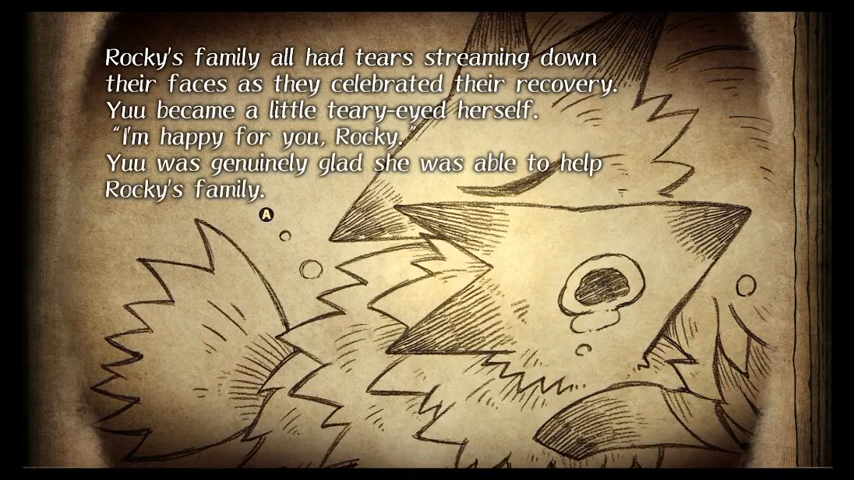 Rocky's family all had tears streaming down
their faces as they celebrated their recovery.
Yuu became a little teary-eyed herself.
“I'm happy for you, Rocky.”
Yuu was genuinely glad she was able to help
Rocky's family.
A